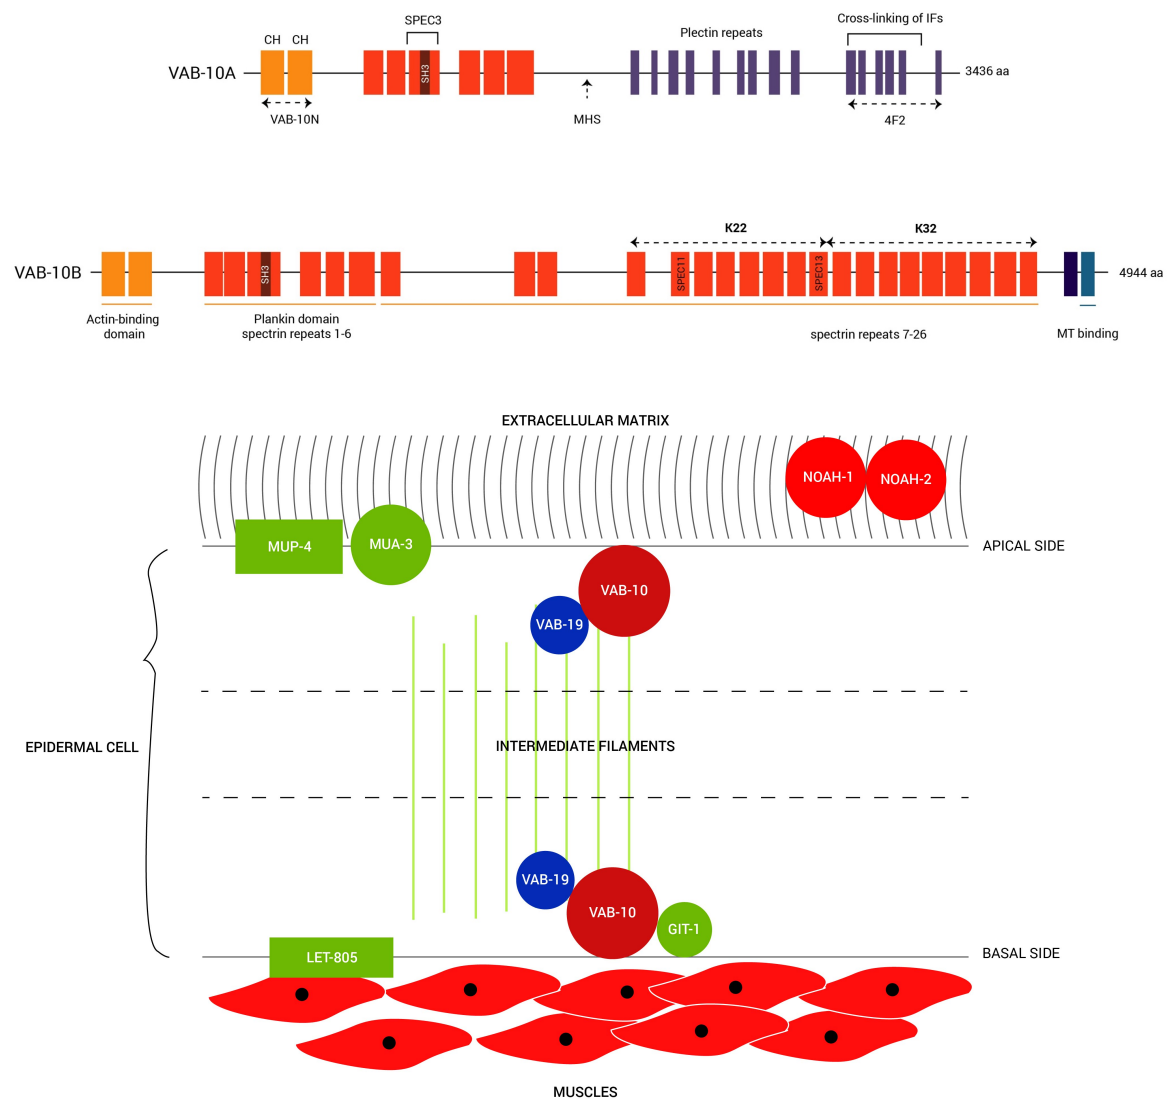 SPEC3
Cross-linking of IFs
CH CH
Plectin repeats
VAB-10A
SH3
3436 aa
VAB-10N
MHS
4F2
K22
K32
VAB-10B
SH3
SPEC11
SPEC13
4944 aa
Actin-binding
domain
Plankin domain
spectrin repeats 1-6
spectrin repeats 7-26
MT binding
EXTRACELLULAR MATRIX
NOAH-1
NOAH-2
MUP-4
MUA-3
APICAL SIDE
VAB-10
VAB-19
EPIDERMAL CELL
INTERMEDIATE FILAMENTS
VAB-19
VAB-10
GIT-1
LET-805
BASAL SIDE
MUSCLES